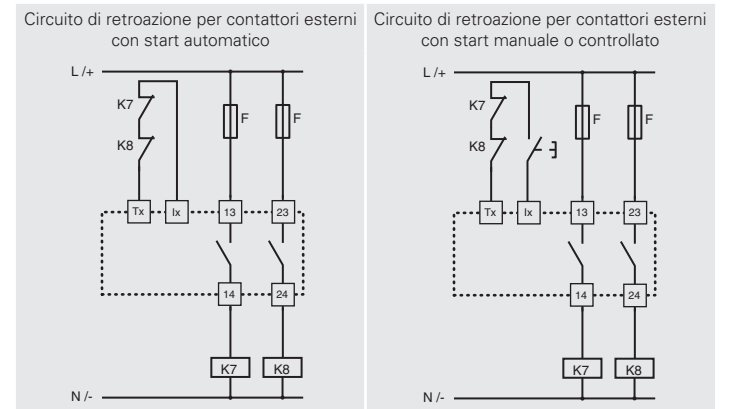 Circuito di retroazione per contattori esterni
con start automatico
L /+
K7
K8
F
F
Tx
Ix
13
23
14
24
K7
K8
N /-
Circuito di retroazione per contattori esterni
con start manuale o controllato
L /+
K7
K8
F
F
Tx
Ix
13
23
14
24
K7
K8
N /-